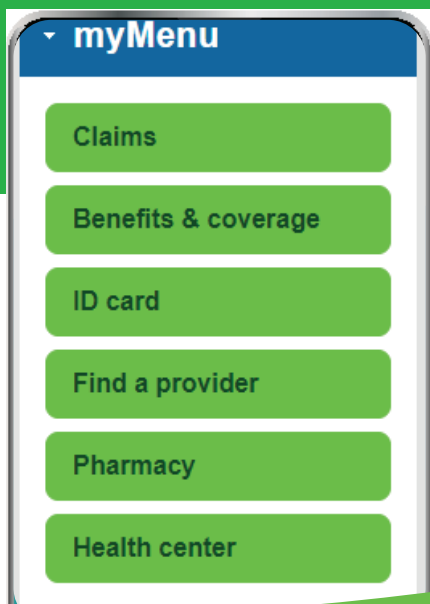 myMenu
Claims
Benefits & coverage
ID card
Find a provider
Pharmacy
Health center